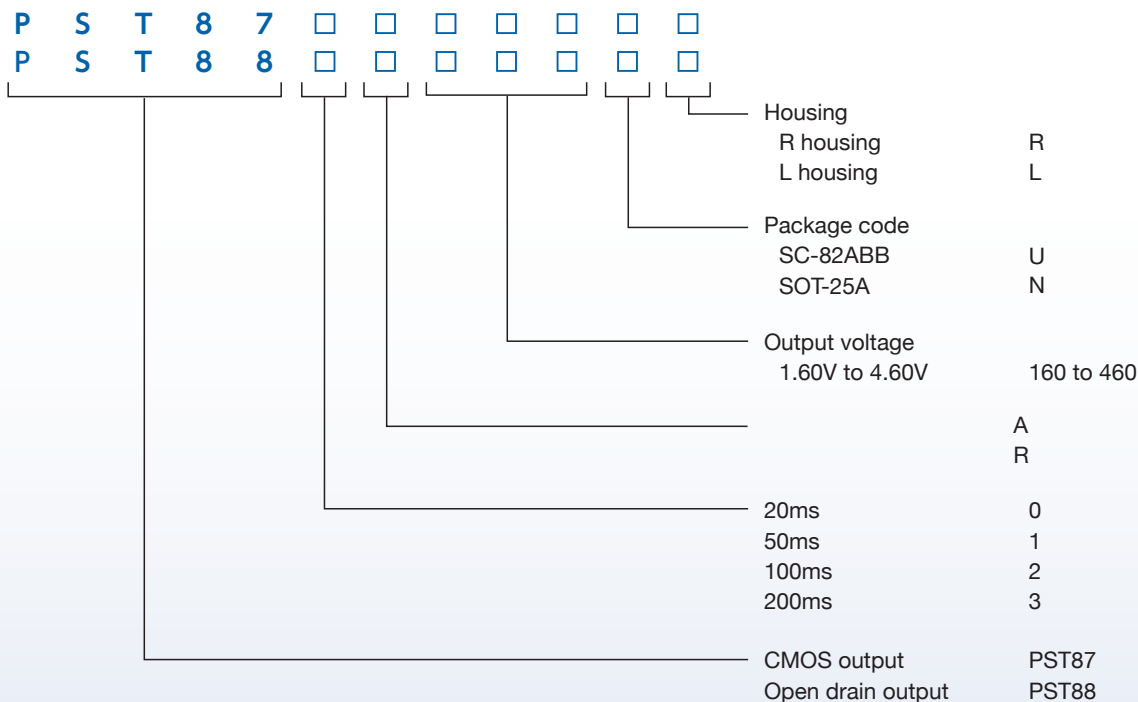 P S T 8 7 □ □ □ □ □ □ □
P S T 8 8 □ □ □ □ □ □ □
Housing
R housing R
L housing L
Package code
SC-82ABB U
SOT-25A N
Output voltage
1.60V to 4.60V 160 to 460
A
R
20ms 0
50ms 1
100ms 2
200ms 3
CMOS output PST87
Open drain output PST88